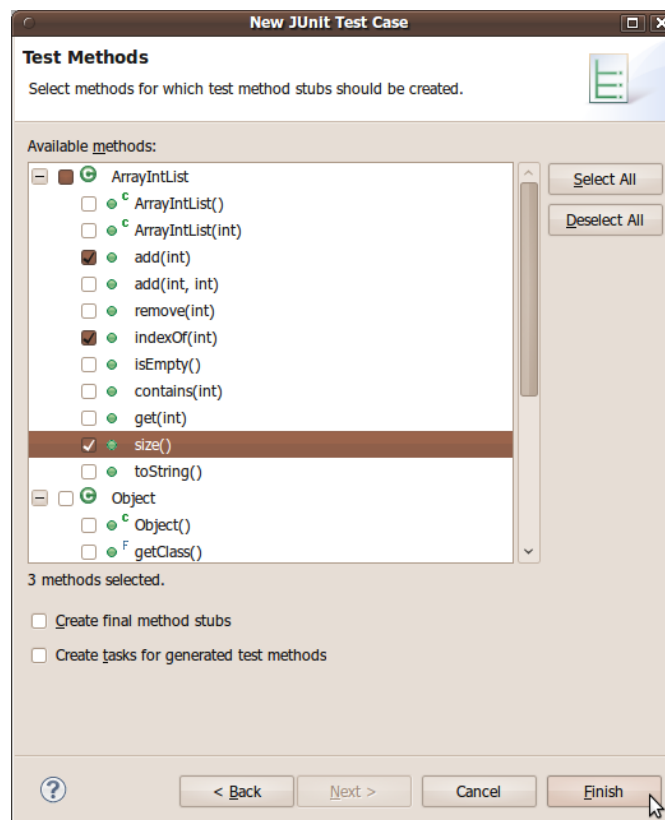 New JUnit Test Case
Test Methods
Select methods for which test method stubs should be created.
Available methods:
C ArrayIntList
C ArrayIntList()
C ArrayIntList(int)
add(int)
add(int, int)
remove(int)
indexOf(int)
isEmpty()
contains(int)
get(int)
size()
toString()
C Object
C Object()
F getClass()
Select All
Deselect All
3 methods selected.
Create final method stubs
Create tasks for generated test methods
? < Back Next > Cancel Finish